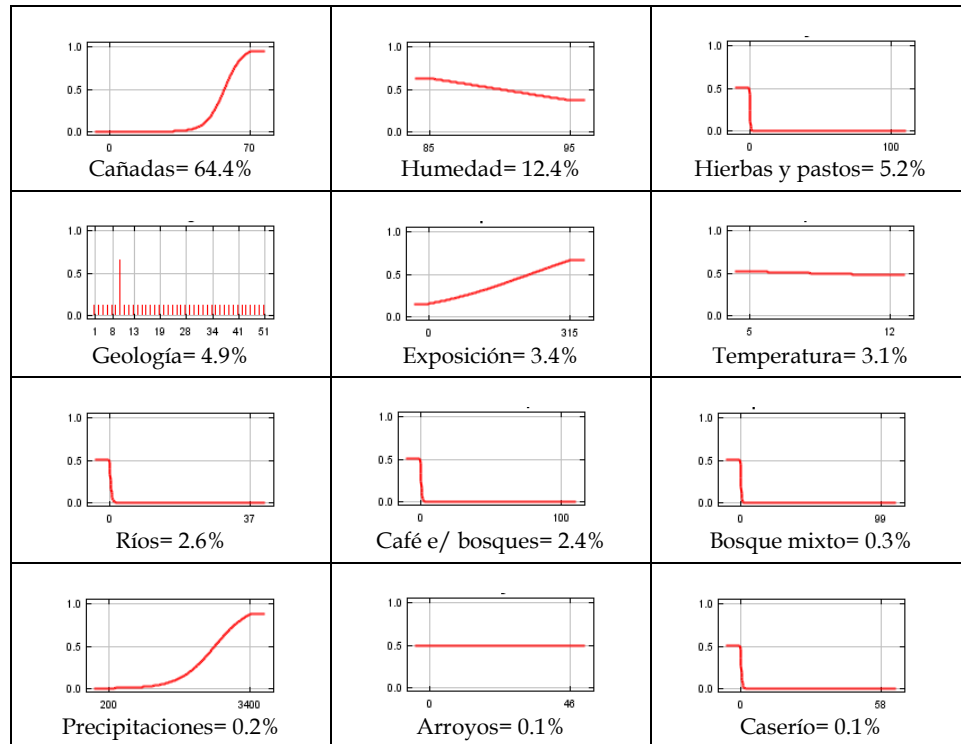 1.0 1.0 1.0
0.5 0.5 0.5
0.0 0.0 0.0
0 70 85 95 0 100
Cañadas= 64.4% Humedad= 12.4% Hierbas y pastos= 5.2%
1.0 1.0 1.0
0.5 0.5 0.5
0.0 0.0 0.0
1 8 13 19 28 34 41 51 0 315 5 12
Geología= 4.9% Exposición= 3.4% Temperatura= 3.1%
1.0 1.0 1.0
0.5 0.5 0.5
0.0 0.0 0.0
0 37 0 100 0 99
Ríos= 2.6% Café e/ bosques= 2.4% Bosque mixto= 0.3%
1.0 1.0 1.0
0.5 0.5 0.5
0.0 0.0 0.0
200 3400 0 46 0 58
Precipitaciones= 0.2% Arroyos= 0.1% Caserío= 0.1%